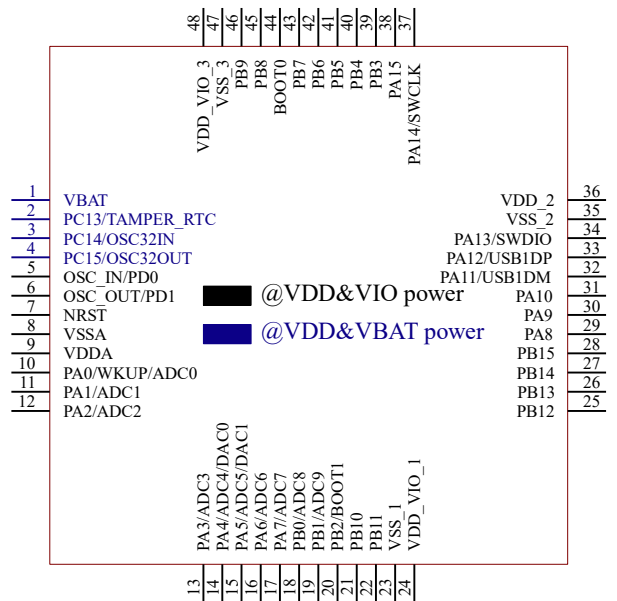 48
47
46
45
44
43
42
41
40
39
38
37
VDD_VIO_3
VSS_3
PB9
PB8
BOOT0
PB7
PB6
PB5
PB4
PB3
PA15
PA14/SWCLK
1 VBAT
2 PC13/TAMPER_RTC
3 PC14/OSC32IN
4 PC15/OSC32OUT
5 OSC_IN/PD0
6 OSC_OUT/PD1
7 NRST
8 VSSA
9 VDDA
10 PA0/WKUP/ADC0
11 PA1/ADC1
12 PA2/ADC2
@VDD&VIO power
@VDD&VBAT power
VDD_2 36
VSS_2 35
PA13/SWDIO 34
PA12/USB1DP 33
PA11/USB1DM 32
PA10 31
PA9 30
PA8 29
PB15 28
PB14 27
PB13 26
PB12 25
PA3/ADC3
PA4/ADC4/DAC0
PA5/ADC5/DAC1
PA6/ADC6
PA7/ADC7
PB0/ADC8
PB1/ADC9
PB2/BOOT1
PB10
PB11
VSS_1
VDD_VIO_1
13
14
15
16
17
18
19
20
21
22
23
24